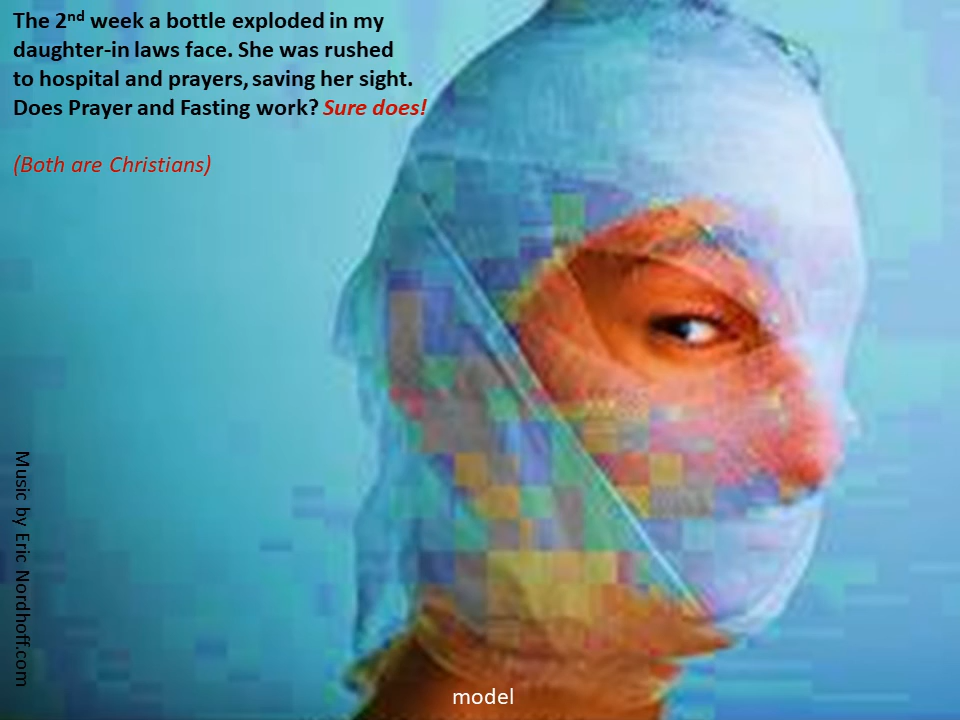 The 2nd week a bottle exploded in my
daughter-in laws face. She was rushed
to hospital and prayers, saving her sight.
Does Prayer and Fasting work? Sure does!
(Both are Christians)
Music by Eric Nordhoff.com
model